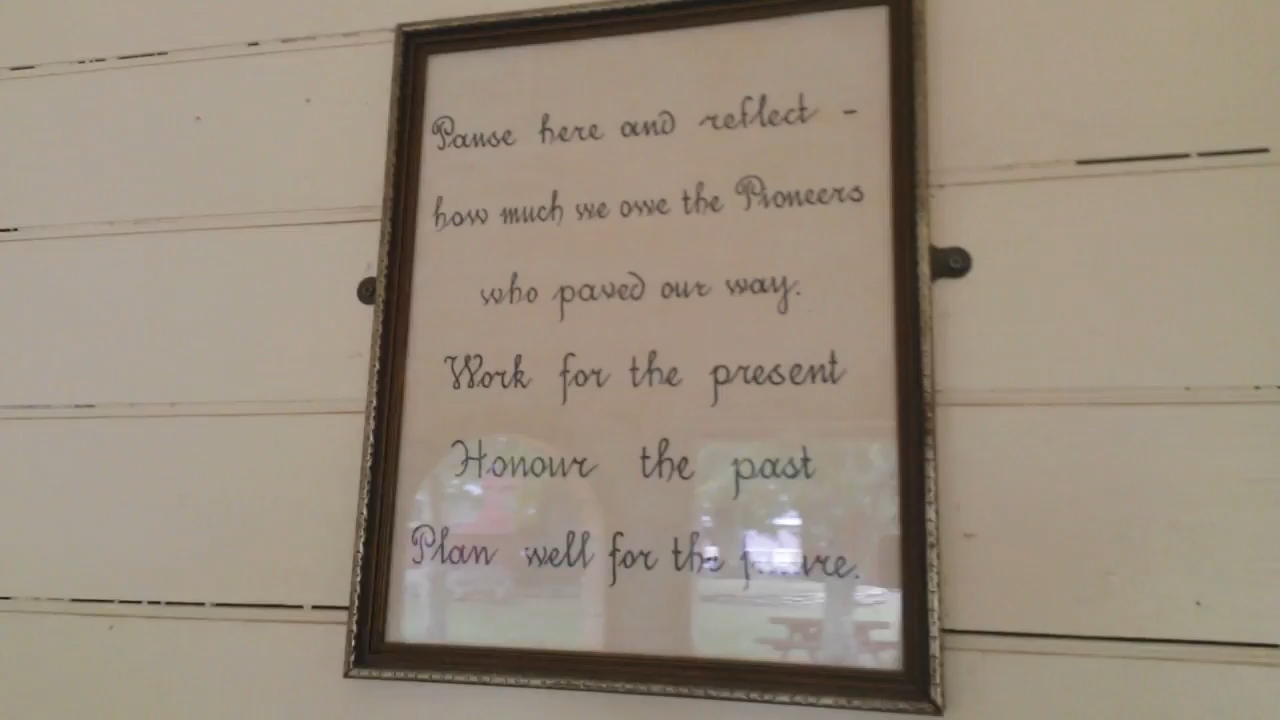 Pause here and reflect -
how much we owe the Pioneers
who paved our way.
Work for the present
Honour the past
Plan well for the future.